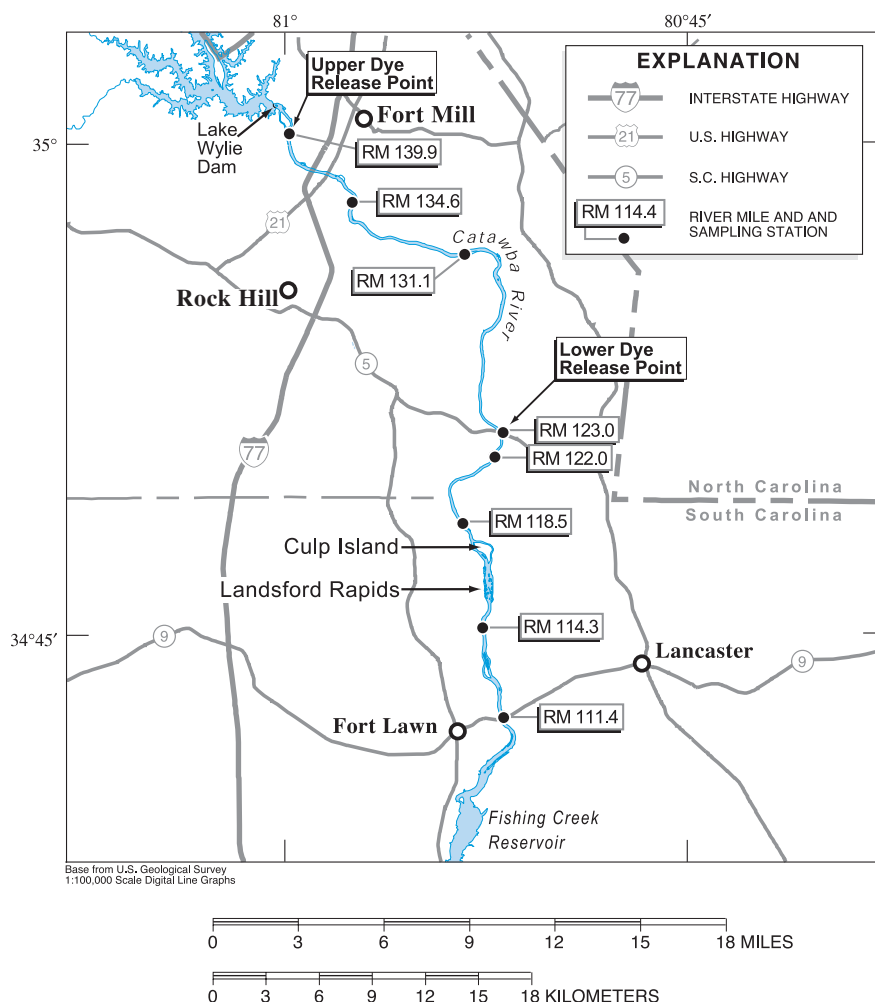 81°
80°45′
35°
34°45′
Upper Dye
Release Point
Fort Mill
Lake
Wylie
Dam
RM 139.9
RM 134.6
21
Catawba River
RM 131.1
Rock Hill
5
Lower Dye
Release Point
RM 123.0
77
RM 122.0
North Carolina
South Carolina
RM 118.5
Culp Island
Landsford Rapids
RM 114.3
9
Lancaster
9
RM 111.4
Fort Lawn
Fishing Creek
Reservoir
EXPLANATION
77 INTERSTATE HIGHWAY
21 U.S. HIGHWAY
5 S.C. HIGHWAY
RM 114.4 RIVER MILE AND AND
SAMPLING STATION
Base from U.S. Geological Survey
1:100,000 Scale Digital Line Graphs
0 3 6 9 12 15 18 MILES
0 3 6 9 12 15 18 KILOMETERS